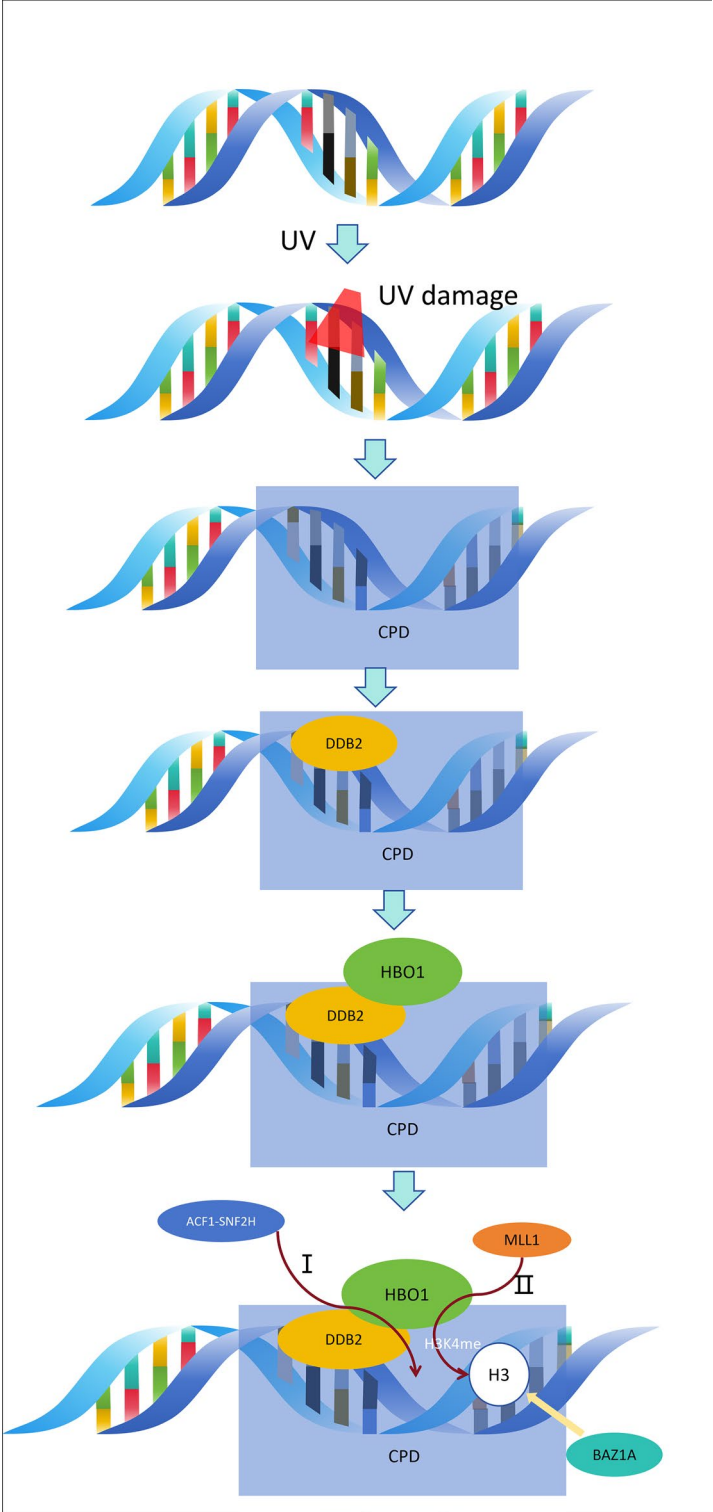 UV
UV damage
CPD
DDB2
CPD
HBO1
DDB2
CPD
ACF1-SNF2H
MLL1
I
II
HBO1
DDB2
H3K4me
H3
CPD
BAZ1A